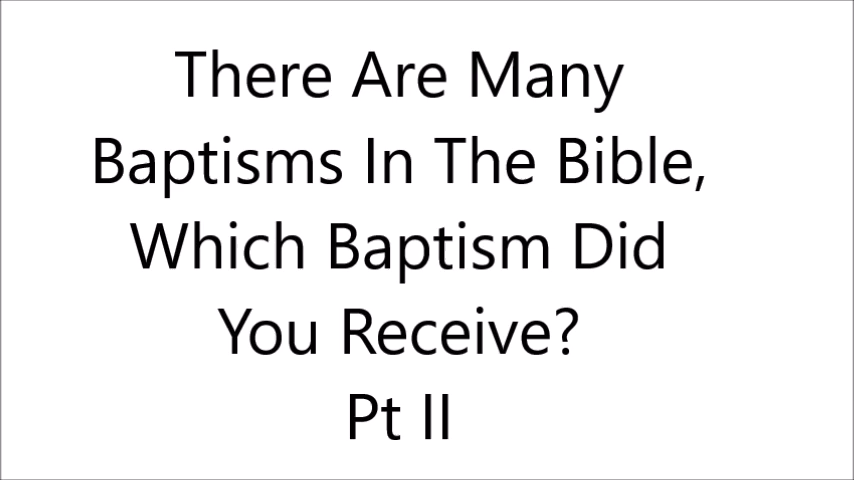 There Are Many
Baptisms In The Bible,
Which Baptism Did
You Receive?
Pt II